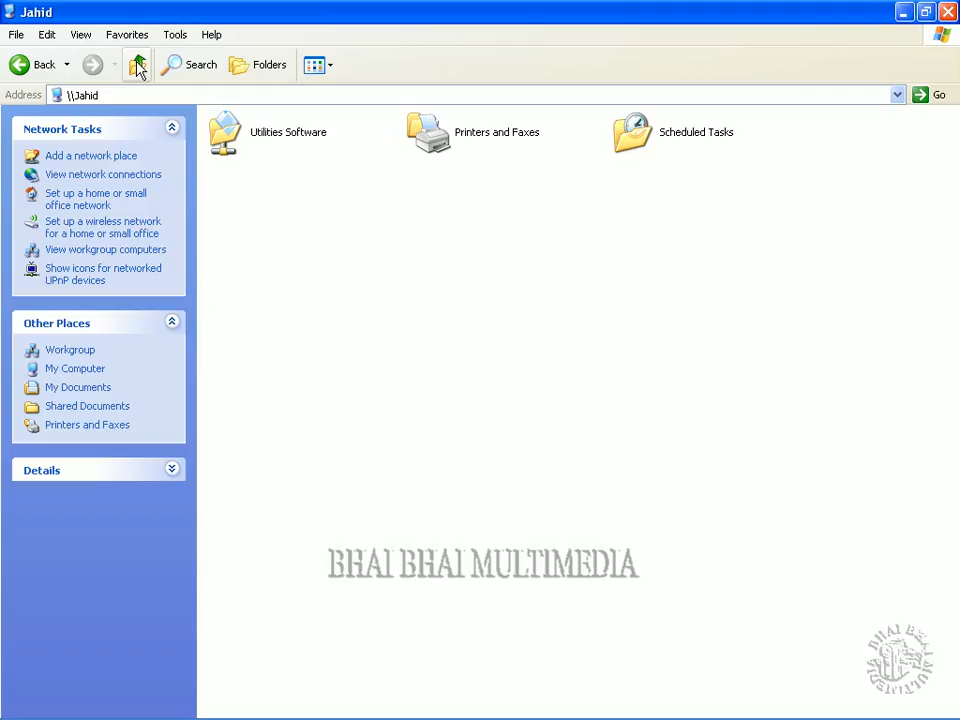 Jahid
File Edit View Favorites Tools Help
Back Search Folders
Address \\Jahid Go
Network Tasks
Add a network place
View network connections
Set up a home or small
office network
Set up a wireless network
for a home or small office
View workgroup computers
Show icons for networked
UPnP devices
Other Places
Workgroup
My Computer
My Documents
Shared Documents
Printers and Faxes
Details
Utilities Software Printers and Faxes Scheduled Tasks
BHAI BHAI MULTIMEDIA
BHAI BHAI MULTIMEDIA